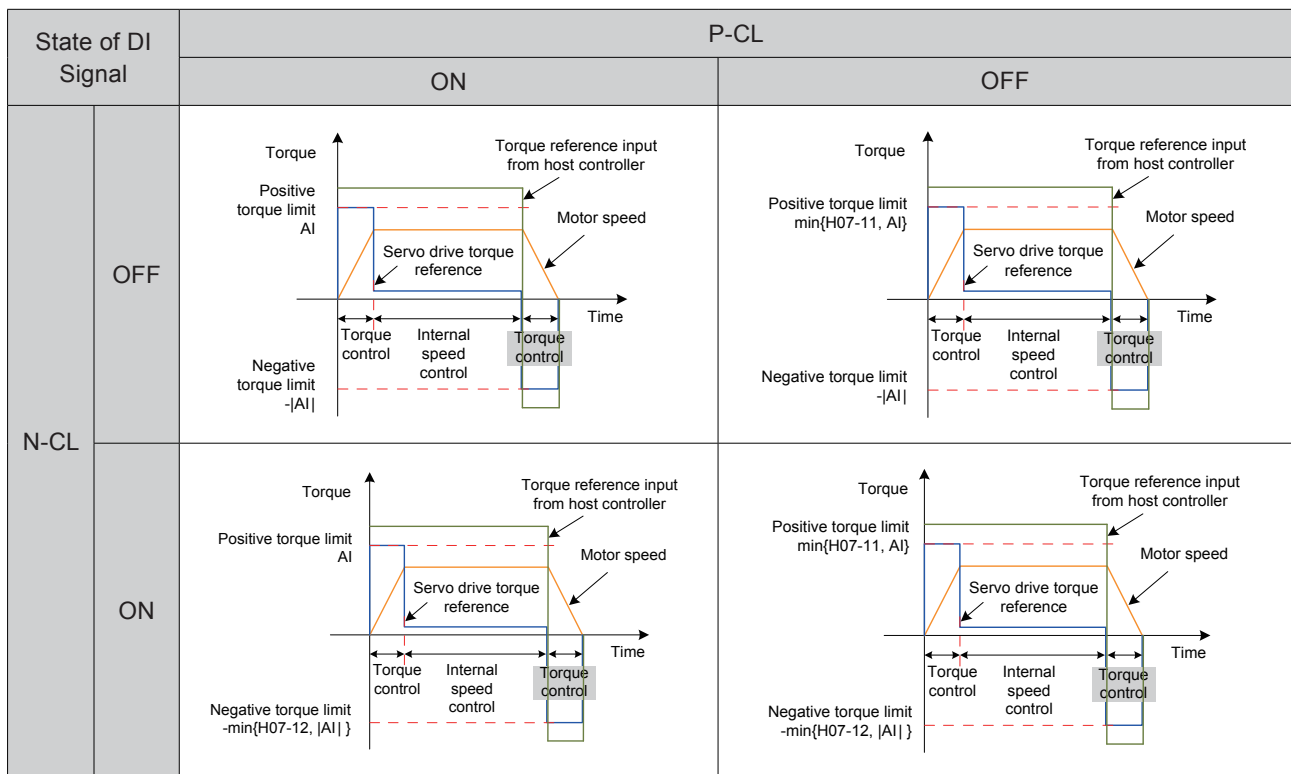 State of DI
Signal
P-CL
ON
OFF
N-CL
OFF
Torque
Torque reference input
from host controller
Positive
torque limit
AI
Motor speed
Servo drive torque
reference
Time
Torque
control
Internal
speed
control
Torque
control
Negative
torque limit
-|AI|
Torque
Torque reference input
from host controller
Positive torque limit
min{H07-11, AI}
Motor speed
Servo drive torque
reference
Time
Torque
control
Internal
speed
control
Torque
control
Negative torque limit
-|AI|
ON
Torque
Torque reference input
from host controller
Positive torque limit
AI
Motor speed
Servo drive torque
reference
Time
Torque
control
Internal
speed
control
Torque
control
Negative torque limit
-min{H07-12, |AI| }
Torque
Torque reference input
from host controller
Positive torque limit
min{H07-11, AI}
Motor speed
Servo drive torque
reference
Time
Torque
control
Internal
speed
control
Torque
control
Negative torque limit
-min{H07-12, |AI| }